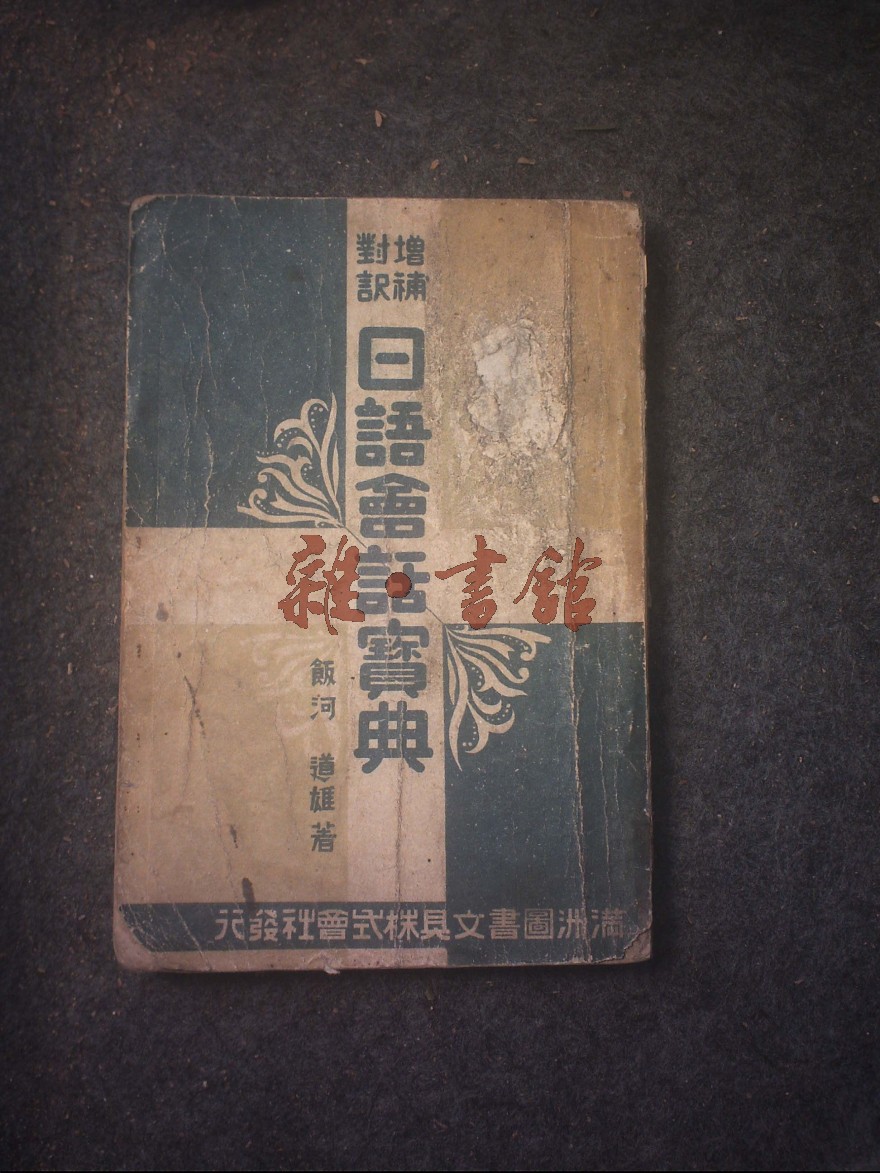 增補
對訳
日語會話寶典
飯河 道雄 著
滿洲圖書文具株式會社發行
雜·書館